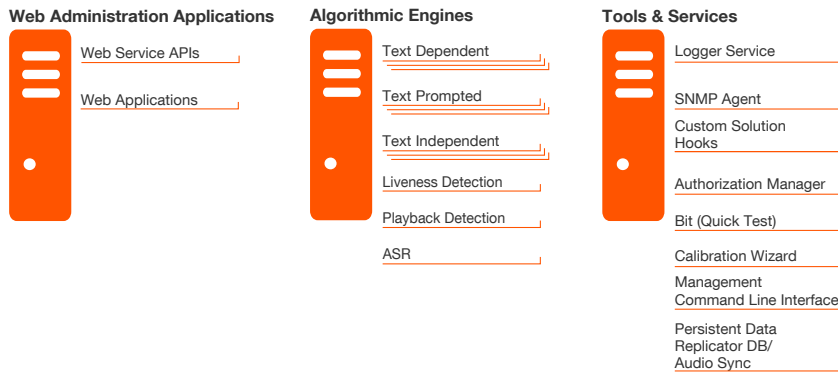 Web Administration Applications
Web Service APIs
Web Applications
Algorithmic Engines
Text Dependent
Text Prompted
Text Independent
Liveness Detection
Playback Detection
ASR
Tools & Services
Logger Service
SNMP Agent
Custom Solution
Hooks
Authorization Manager
Bit (Quick Test)
Calibration Wizard
Management
Command Line Interface
Persistent Data
Replicator DB/
Audio Sync